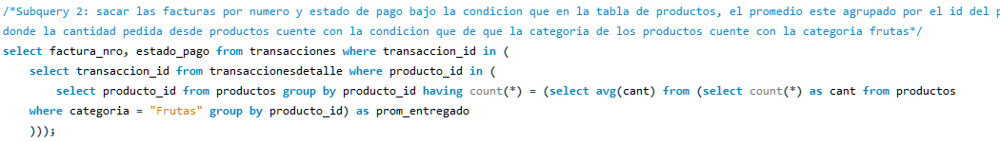 /*Subquery 2: sacar las facturas por numero y estado de pago bajo la condicion que en la tabla de productos, el promedio este agrupado por el id del
donde la cantidad pedida desde productos cuente con la condicion que de que la categoria de los productos cuente con la categoria frutas*/
select factura_nro, estado_pago from transacciones where transaccion_id in (
select transaccion_id from transaccionesdetalle where producto_id in (
select producto_id from productos group by producto_id having count(*) = (select avg(cant) from (select count(*) as cant from productos
where categoria = "Frutas" group by producto_id) as prom_entregado
)));